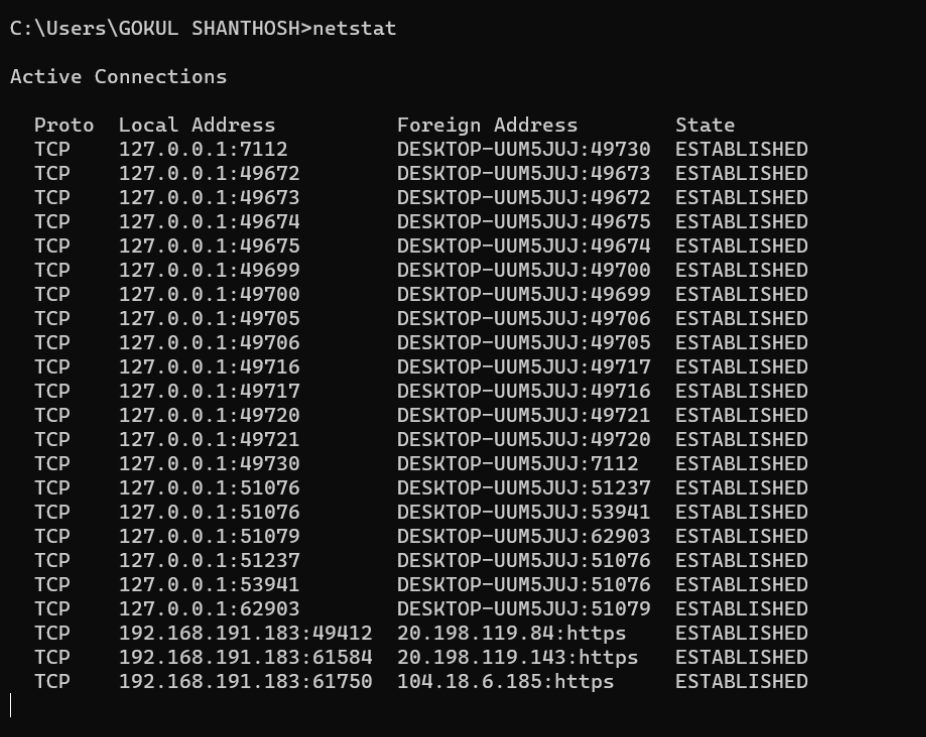 C:\Users\GOKUL SHANTHOSH>netstat
Active Connections
Proto  Local Address          Foreign Address        State
TCP    127.0.0.1:7112         DESKTOP-UUM5JUJ:49730  ESTABLISHED
TCP    127.0.0.1:49672        DESKTOP-UUM5JUJ:49673  ESTABLISHED
TCP    127.0.0.1:49673        DESKTOP-UUM5JUJ:49672  ESTABLISHED
TCP    127.0.0.1:49674        DESKTOP-UUM5JUJ:49675  ESTABLISHED
TCP    127.0.0.1:49675        DESKTOP-UUM5JUJ:49674  ESTABLISHED
TCP    127.0.0.1:49699        DESKTOP-UUM5JUJ:49700  ESTABLISHED
TCP    127.0.0.1:49700        DESKTOP-UUM5JUJ:49699  ESTABLISHED
TCP    127.0.0.1:49705        DESKTOP-UUM5JUJ:49706  ESTABLISHED
TCP    127.0.0.1:49706        DESKTOP-UUM5JUJ:49705  ESTABLISHED
TCP    127.0.0.1:49716        DESKTOP-UUM5JUJ:49717  ESTABLISHED
TCP    127.0.0.1:49717        DESKTOP-UUM5JUJ:49716  ESTABLISHED
TCP    127.0.0.1:49720        DESKTOP-UUM5JUJ:49721  ESTABLISHED
TCP    127.0.0.1:49721        DESKTOP-UUM5JUJ:49720  ESTABLISHED
TCP    127.0.0.1:49730        DESKTOP-UUM5JUJ:7112   ESTABLISHED
TCP    127.0.0.1:51076        DESKTOP-UUM5JUJ:51237  ESTABLISHED
TCP    127.0.0.1:51076        DESKTOP-UUM5JUJ:53941  ESTABLISHED
TCP    127.0.0.1:51079        DESKTOP-UUM5JUJ:62903  ESTABLISHED
TCP    127.0.0.1:51237        DESKTOP-UUM5JUJ:51076  ESTABLISHED
TCP    127.0.0.1:53941        DESKTOP-UUM5JUJ:51076  ESTABLISHED
TCP    127.0.0.1:62903        DESKTOP-UUM5JUJ:51079  ESTABLISHED
TCP    192.168.191.183:49412  20.198.119.84:https    ESTABLISHED
TCP    192.168.191.183:61584  20.198.119.143:https   ESTABLISHED
TCP    192.168.191.183:61750  104.18.6.185:https     ESTABLISHED